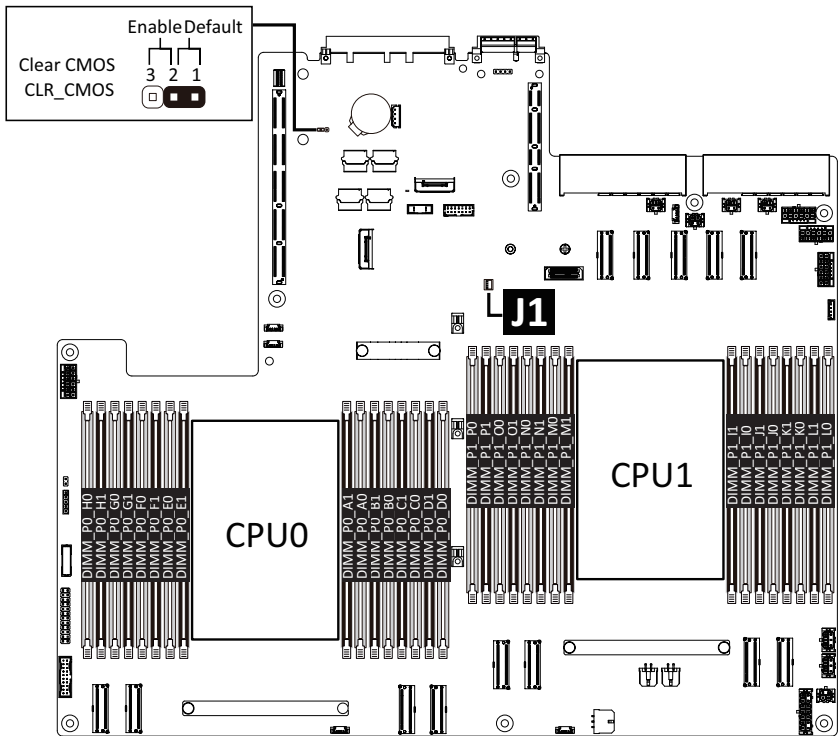 Enable Default
Clear CMOS
CLR_CMOS
3 2 1
J1
DIMM_P1_P0
DIMM_P1_P1
DIMM_P1_O0
DIMM_P1_O1
DIMM_P1_N0
DIMM_P1_N1
DIMM_P1_M0
DIMM_P1_M1
CPU1
DIMM_P1_I1
DIMM_P1_I0
DIMM_P1_J1
DIMM_P1_J0
DIMM_P1_K1
DIMM_P1_K0
DIMM_P1_L1
DIMM_P1_L0
DIMM_P0_H0
DIMM_P0_H1
DIMM_P0_G0
DIMM_P0_G1
DIMM_P0_F0
DIMM_P0_F1
DIMM_P0_E0
DIMM_P0_E1
CPU0
DIMM_P0_A1
DIMM_P0_A0
DIMM_P0_B1
DIMM_P0_B0
DIMM_P0_C1
DIMM_P0_C0
DIMM_P0_D1
DIMM_P0_D0